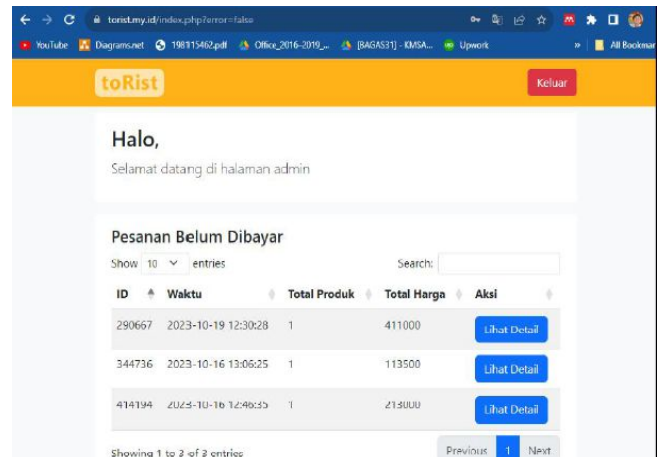 torist.my.id/index.php?error=false
YouTube Diagrams.net 198115462.pdf Office_2016-2019_... [BAGAS31] - KMSA... Upwork » All Bookmar
toRist Keluar
Halo,
Selamat datang di halaman admin
Pesanan Belum Dibayar
Show 10 entries Search:
ID Waktu Total Produk Total Harga Aksi
290667 2023-10-19 12:30:28 1 411000 Lihat Detail
344736 2023-10-16 13:06:25 1 113500 Lihat Detail
414194 2023-10-16 12:46:35 1 213000 Lihat Detail
Showing 1 to 3 of 3 entries Previous 1 Next